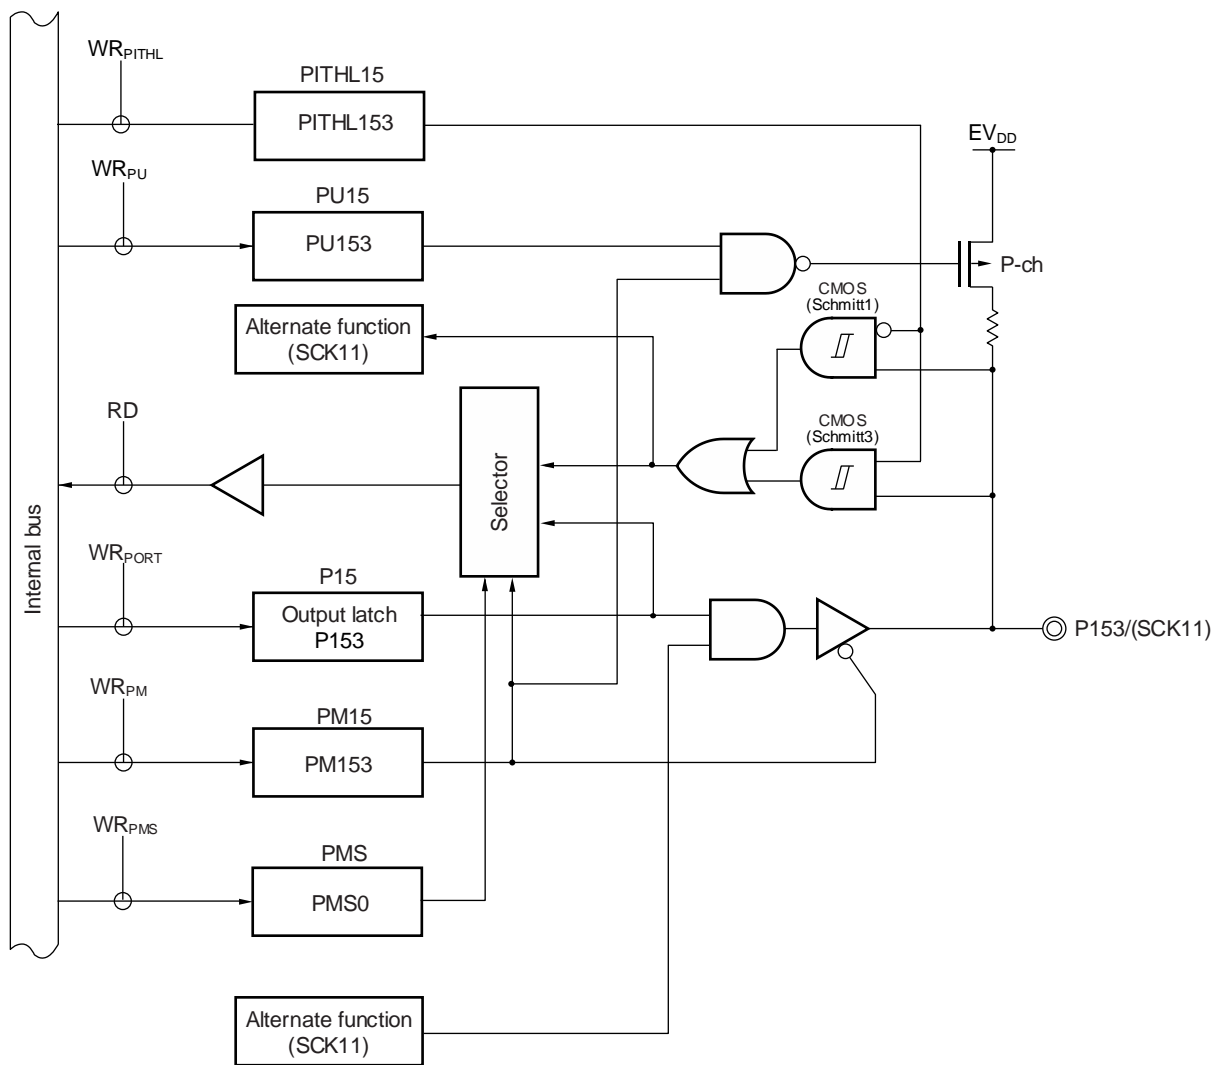 WRPITHL
PITHL15
PITHL153
EVDD
WRPU
PU15
PU153
P-ch
CMOS
(Schmitt1)
Alternate function
(SCK11)
RD
CMOS
(Schmitt3)
Selector
Internal bus
WRPORT
P15
Output latch
P153
P153/(SCK11)
WRPM
PM15
PM153
WRPMS
PMS
PMS0
Alternate function
(SCK11)